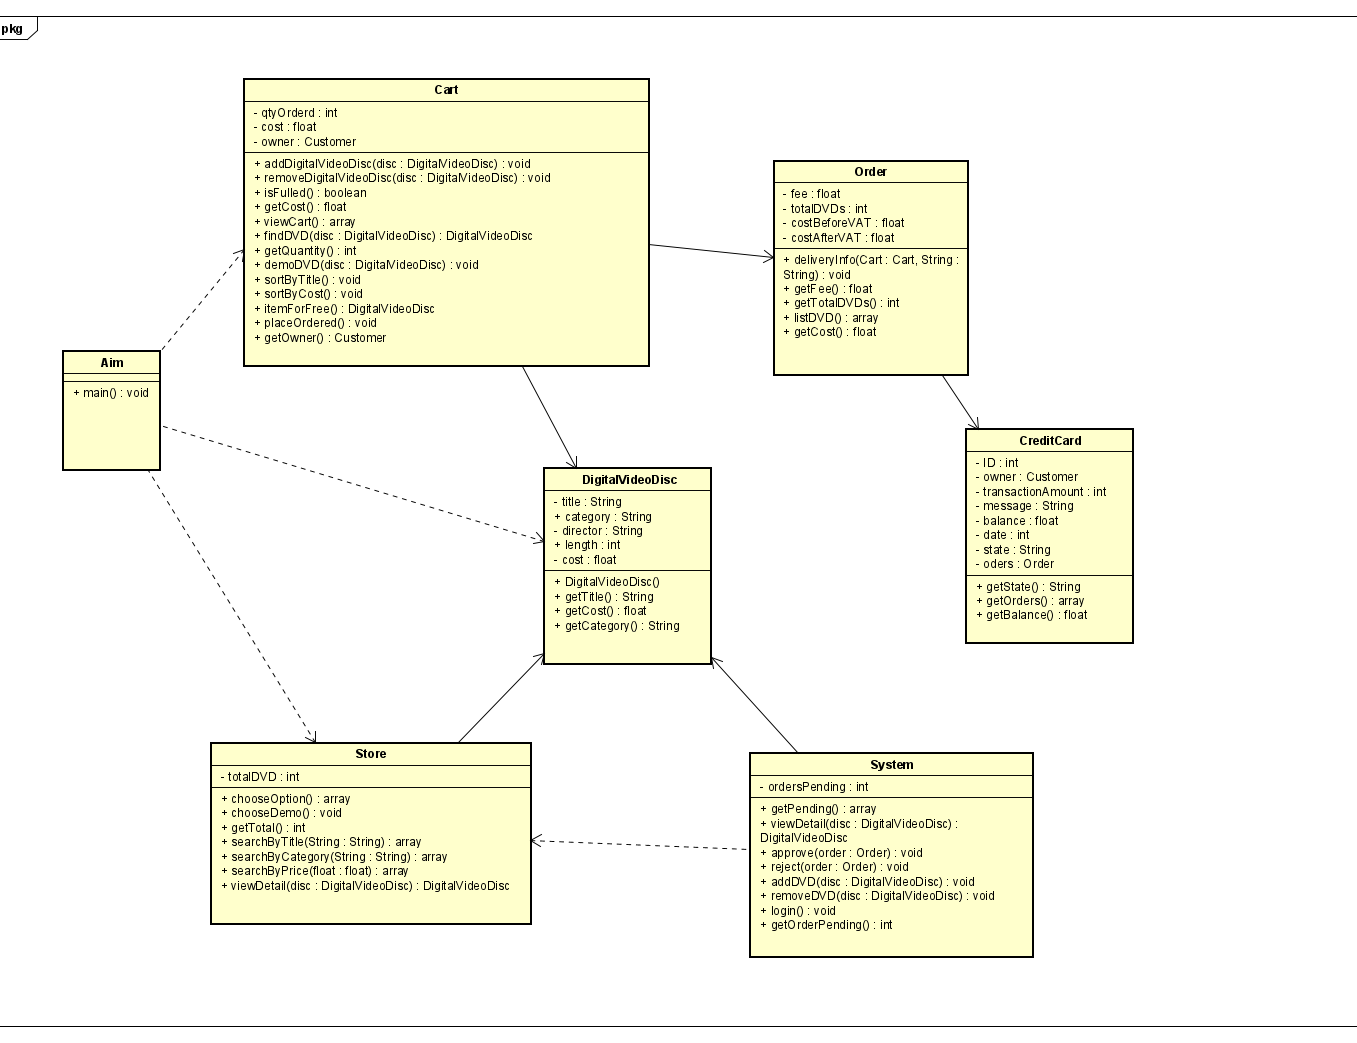 pkg
Cart
- qtyOrderd : int
- cost : float
- owner : Customer
+ addDigitalVideoDisc(disc : DigitalVideoDisc) : void
+ removeDigitalVideoDisc(disc : DigitalVideoDisc) : void
+ isFulled() : boolean
+ getCost() : float
+ viewCart() : array
+ findDVD(disc : DigitalVideoDisc) : DigitalVideoDisc
+ getQuantity() : int
+ demoDVD(disc : DigitalVideoDisc) : void
+ sortByTitle() : void
+ sortByCost() : void
+ itemForFree() : DigitalVideoDisc
+ placeOrdered() : void
+ getOwner() : Customer
Order
- fee : float
- totalDVDs : int
- costBeforeVAT : float
- costAfterVAT : float
+ deliveryInfo(Cart : Cart, String :
String) : void
+ getFee() : float
+ getTotalDVDs() : int
+ listDVD() : array
+ getCost() : float
Aim
+ main() : void
CreditCard
- ID : int
- owner : Customer
- transactionAmount : int
- message : String
- balance : float
- date : int
- state : String
- oders : Order
+ getState() : String
+ getOrders() : array
+ getBalance() : float
DigitalVideoDisc
- title : String
+ category : String
- director : String
+ length : int
- cost : float
+ DigitalVideoDisc()
+ getTitle() : String
+ getCost() : float
+ getCategory() : String
Store
- totalDVD : int
+ chooseOption() : array
+ chooseDemo() : void
+ getTotal() : int
+ searchByTitle(String : String) : array
+ searchByCategory(String : String) : array
+ searchByPrice(float : float) : array
+ viewDetail(disc : DigitalVideoDisc) : DigitalVideoDisc
System
- ordersPending : int
+ getPending() : array
+ viewDetail(disc : DigitalVideoDisc) :
DigitalVideoDisc
+ approve(order : Order) : void
+ reject(order : Order) : void
+ addDVD(disc : DigitalVideoDisc) : void
+ removeDVD(disc : DigitalVideoDisc) : void
+ login() : void
+ getOrderPending() : int